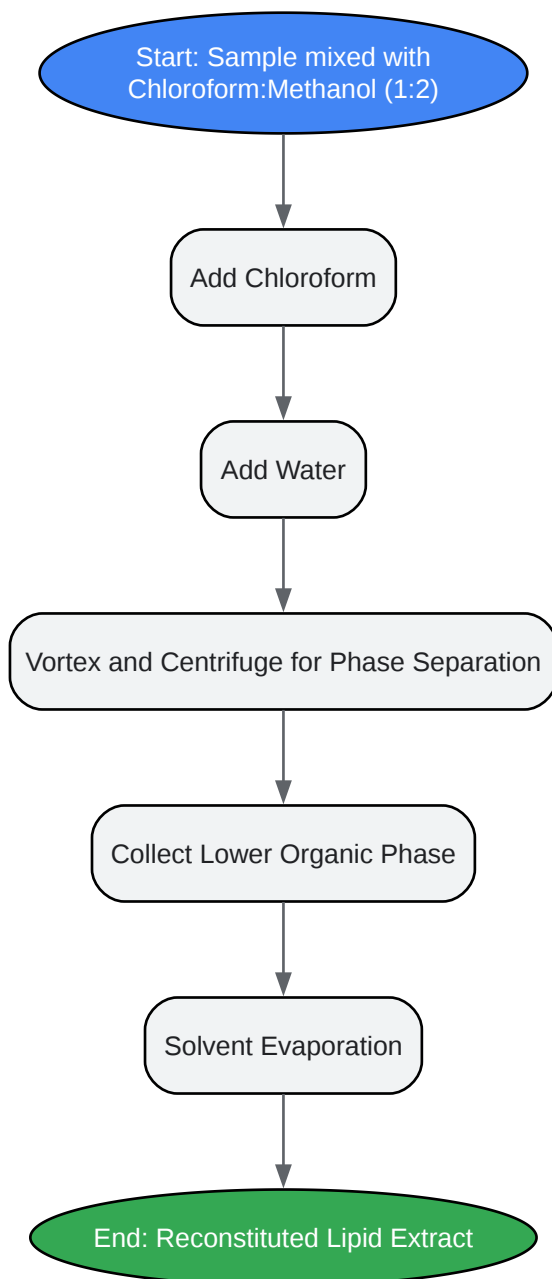 Start: Sample mixed with
Chloroform:Methanol (1:2)
Add Chloroform
Add Water
Vortex and Centrifuge for Phase Separation
Collect Lower Organic Phase
Solvent Evaporation
End: Reconstituted Lipid Extract